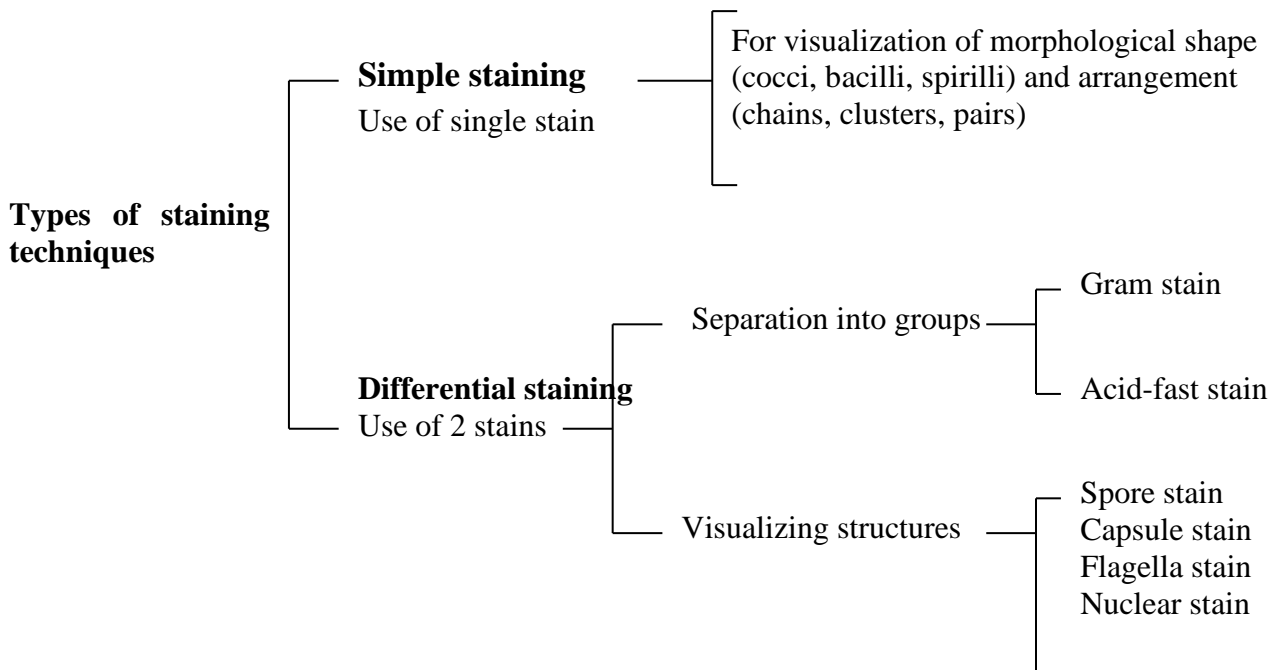 For visualization of morphological shape
(cocci, bacilli, spirilli) and arrangement
(chains, clusters, pairs)
Simple staining
Use of single stain
Types of staining
techniques
Differential staining
Use of 2 stains
Separation into groups
Gram stain
Acid-fast stain
Visualizing structures
Spore stain
Capsule stain
Flagella stain
Nuclear stain